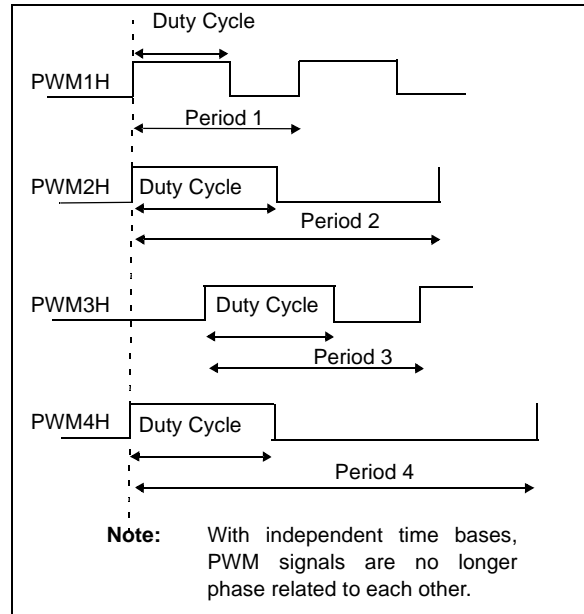 Duty Cycle
PWM1H
Period 1
PWM2H
Duty Cycle
Period 2
PWM3H
Duty Cycle
Period 3
PWM4H
Duty Cycle
Period 4
Note: With independent time bases,
PWM signals are no longer
phase related to each other.